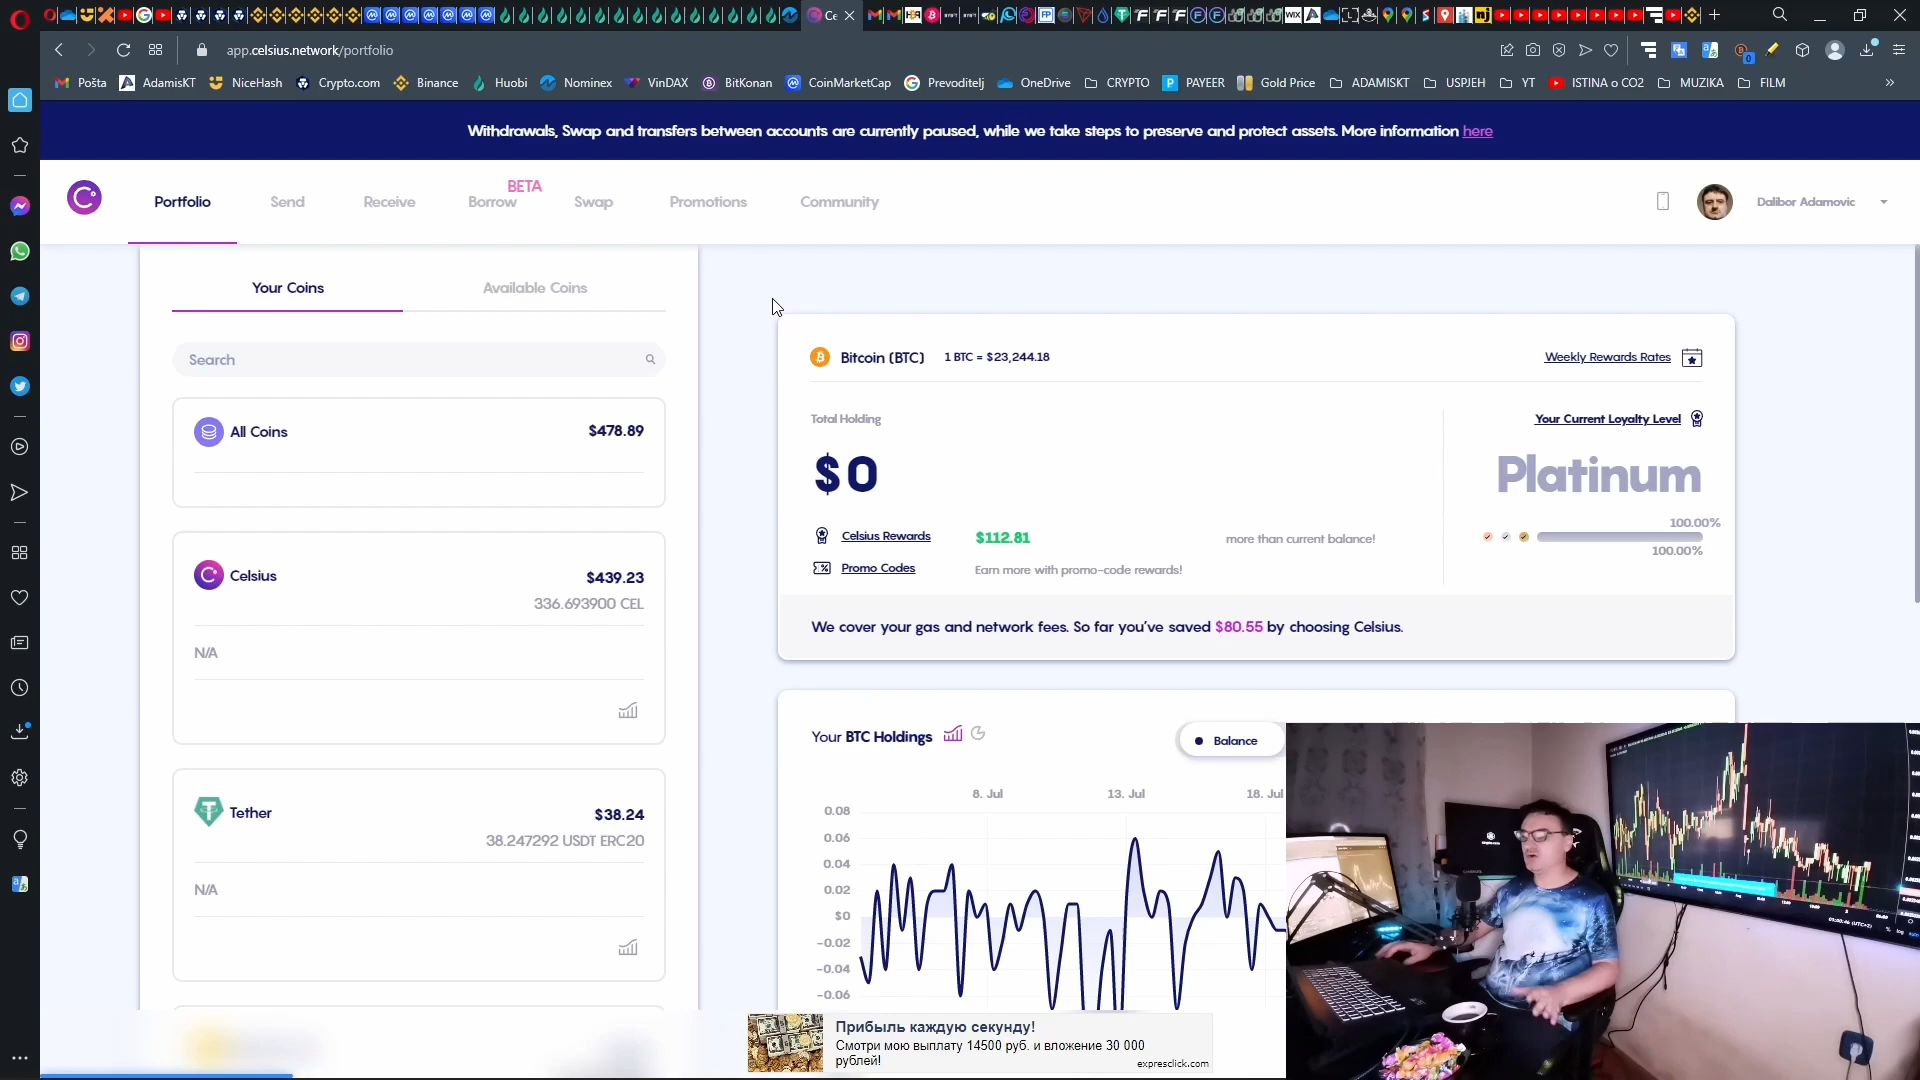 Ce
app.celsius.network/portfolio
Pošta
AdamisKT
NiceHash
Crypto.com
Binance
Huobi
Nominex
VinDAX
BitKonan
CoinMarketCap
Prevoditelj
OneDrive
CRYPTO
PAYEER
Gold Price
ADAMISKT
USPJEH
YT
ISTINA o CO2
MUZIKA
FILM
Withdrawals, Swap and transfers between accounts are currently paused, while we take steps to preserve and protect assets. More information here
Portfolio
Send
Receive
Borrow
BETA
Swap
Promotions
Community
Dalibor Adamovic
Your Coins
Available Coins
Search
All Coins
$478.89
Celsius
$439.23
336.693900 CEL
N/A
Tether
$38.24
38.247292 USDT ERC20
N/A
Bitcoin (BTC)
1 BTC = $23,244.18
Weekly Rewards Rates
Total Holding
$0
Your Current Loyalty Level
Platinum
100.00%
100.00%
Celsius Rewards
$112.81
more than current balance!
Promo Codes
Earn more with promo-code rewards!
We cover your gas and network fees. So far you've saved $80.55 by choosing Celsius.
Your BTC Holdings
Balance
8. Jul
13. Jul
18. Jul
0.08
0.06
0.04
0.02
$0
-0.02
-0.04
-0.06
Прибыль каждую секунду!
Смотри мою выплату 14500 руб. и вложение 30 000
рублей!
expresclick.com